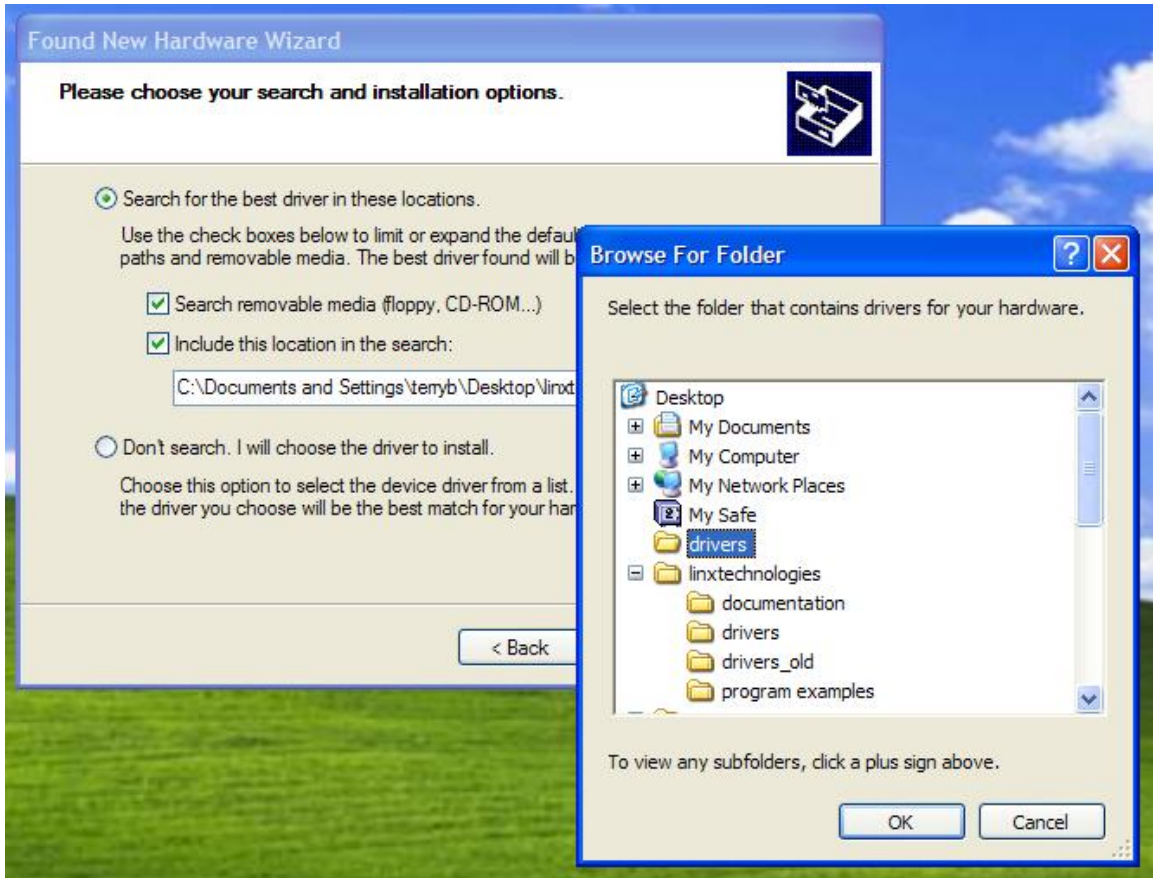 Found New Hardware Wizard
Please choose your search and installation options.
Search for the best driver in these locations.
Use the check boxes below to limit or expand the defaul
paths and removable media. The best driver found will b
Search removable media (floppy, CD-ROM...)
Include this location in the search:
C:\Documents and Settings\terryb\Desktop\linxt
Don't search. I will choose the driver to install.
Choose this option to select the device driver from a list.
the driver you choose will be the best match for your har
< Back
Browse For Folder
Select the folder that contains drivers for your hardware.
Desktop
My Documents
My Computer
My Network Places
My Safe
drivers
linxtechnologies
documentation
drivers
drivers_old
program examples
To view any subfolders, click a plus sign above.
OK
Cancel